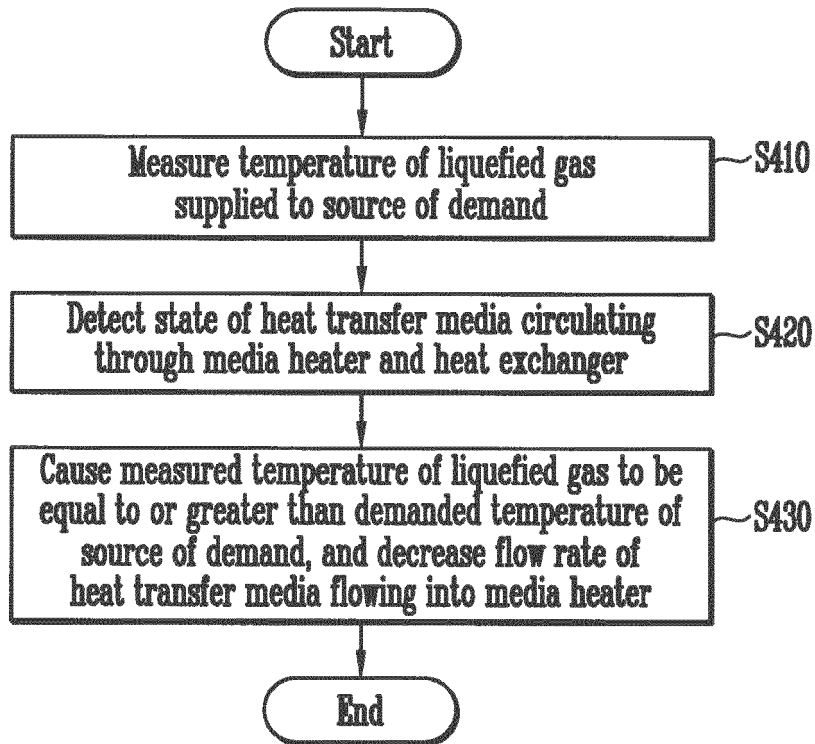 Start
Measure temperature of liquefied gas
supplied to source of demand
S410
Detect state of heat transfer media circulating
through media heater and heat exchanger
S420
Cause measured temperature of liquefied gas to be
equal to or greater than demanded temperature of
source of demand, and decrease flow rate of
heat transfer media flowing into media heater
S430
End